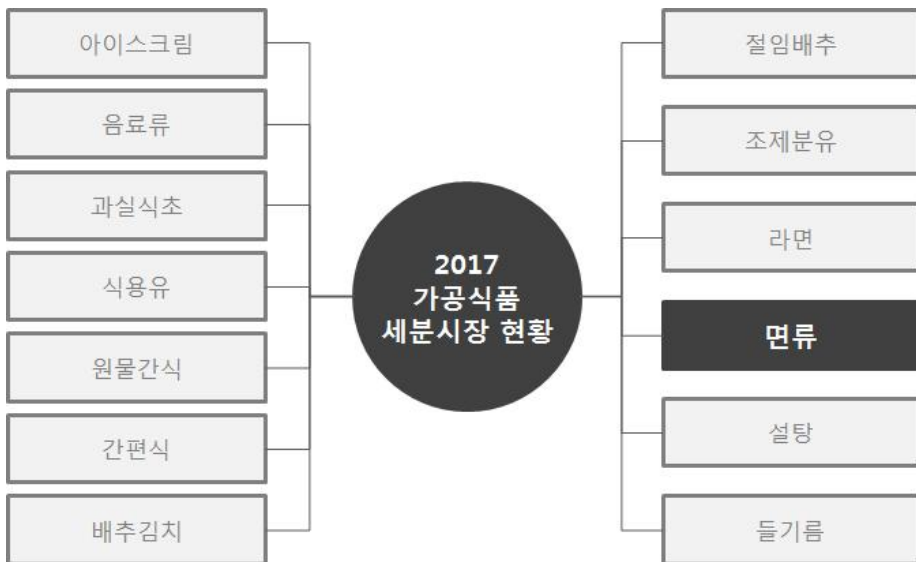 아이스크림
음료류
과실식초
식용유
원물간식
간편식
배추김치
2017
가공식품
세분시장 현황
절임배추
조제분유
라면
면류
설탕
들기름